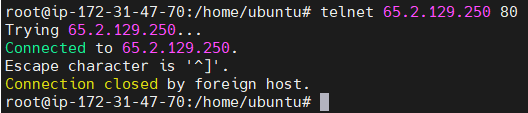 root@ip-172-31-47-70:/home/ubuntu# telnet 65.2.129.250 80
Trying 65.2.129.250...
Connected to 65.2.129.250.
Escape character is '^]'.
Connection closed by foreign host.
root@ip-172-31-47-70:/home/ubuntu#